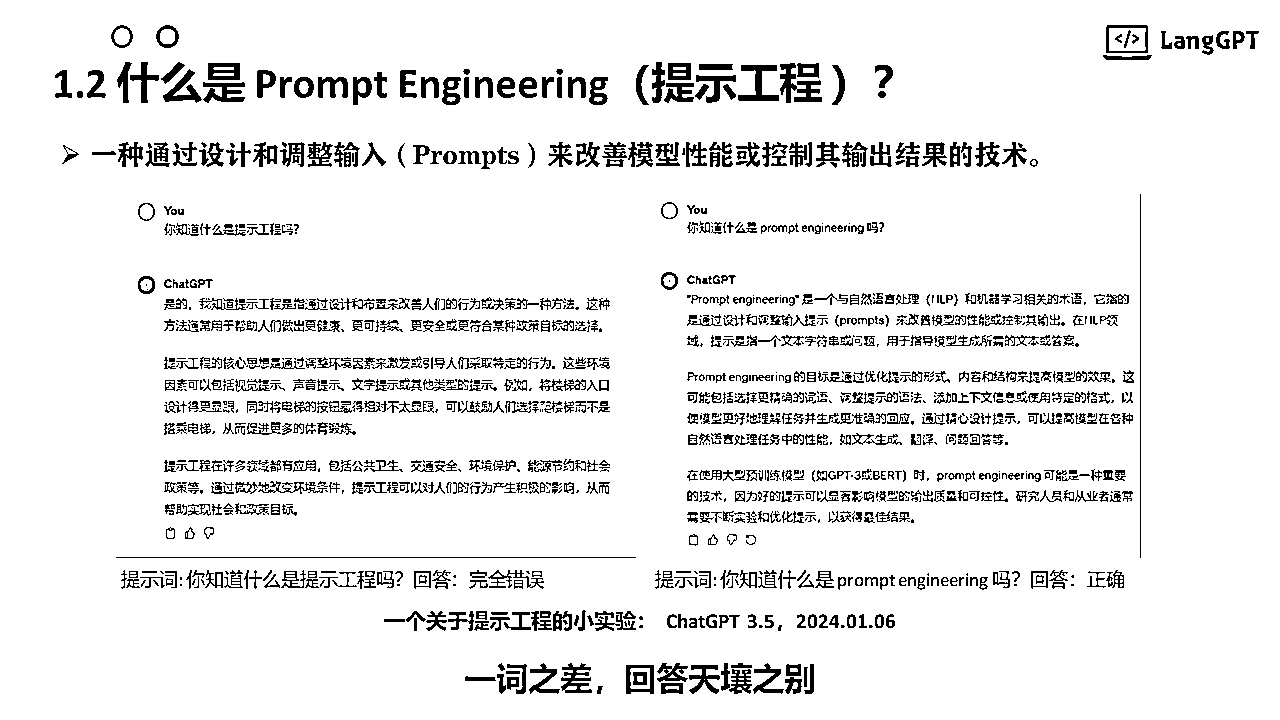 </> LangGPT
1.2 什么是 Prompt Engineering（提示工程）？
➢ 一种通过设计和调整输入（Prompts）来改善模型性能或控制其输出结果的技术。
You
你知道什么是提示工程吗？
ChatGPT
是的，我知道提示工程是指通过设计和布置来改善人们的行为或决策的一种方法。这种
方法通常用于帮助人们做出更健康、更可持续、更安全或更符合某种政策目标的选择。
提示工程的核心思想是通过调整环境因素来激发或引导人们采取特定的行为。这些环境
因素可以包括视觉提示、声音提示、文字提示或其他类型的提示。例如，将楼梯的入口
设计得更显眼，同时将电梯的按钮藏得相对不太显眼，可以鼓励人们选择爬楼梯而不是
搭乘电梯，从而促进更多的体育锻炼。
提示工程在许多领域都有应用，包括公共卫生、交通安全、环境保护、能源节约和社会
政策等。通过微妙地改变环境条件，提示工程可以对人们的行为产生积极的影响，从而
帮助实现社会和政策目标。
You
你知道什么是 prompt engineering 吗？
ChatGPT
"Prompt engineering" 是一个与自然语言处理（NLP）和机器学习相关的术语，它指的
是通过设计和调整输入提示（prompts）来改善模型的性能或控制其输出。在NLP领
域，提示是指一个文本字符串或问题，用于指导模型生成所需的文本或答案。
Prompt engineering 的目标是通过优化提示的形式、内容和结构来提高模型的效果。这
可能包括选择更精确的词语、调整提示的语法、添加上下文信息或使用特定的格式，以
便模型更好地理解任务并生成更准确的回应。通过精心设计提示，可以提高模型在各种
自然语言处理任务中的性能，如文本生成、翻译、问题回答等。
在使用大型预训练模型（如GPT-3或BERT）时，prompt engineering 可能是一种重要
的技术，因为好的提示可以显著影响模型的输出质量和可控性。研究人员和从业者通常
需要不断实验和优化提示，以获得最佳结果。
提示词: 你知道什么是提示工程吗？回答：完全错误
提示词: 你知道什么是 prompt engineering 吗？回答：正确
一个关于提示工程的小实验： ChatGPT 3.5，2024.01.06
一词之差，回答天壤之别